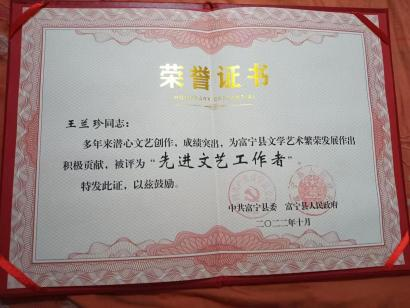 荣誉证书
王兰珍同志：
多年来潜心文艺创作，成绩突出，为富宁县文学艺术繁荣发展作出
积极贡献，被评为“先进文艺工作者”。
特发此证，以兹鼓励。
中共富宁县委 富宁县人民政府
二〇二二年十月